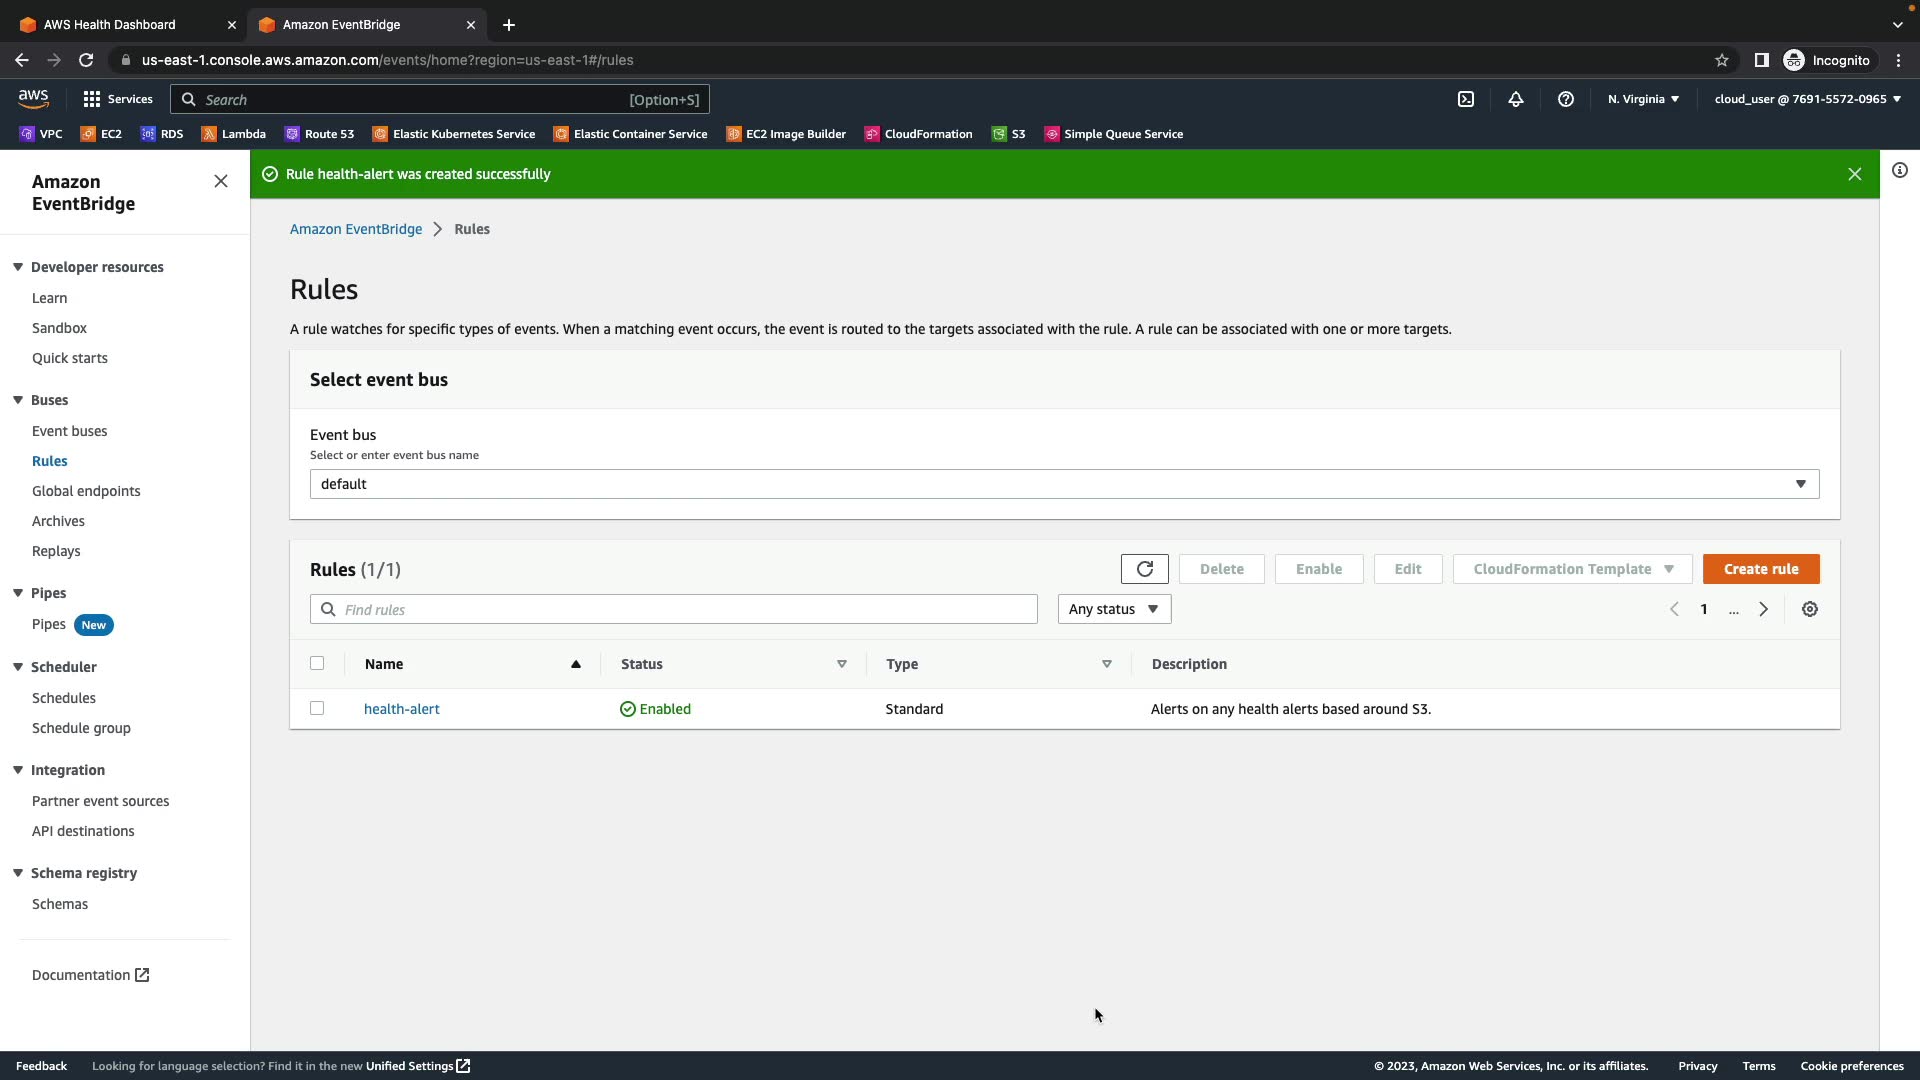 AWS Health Dashboard
Amazon EventBridge
us-east-1.console.aws.amazon.com/events/home?region=us-east-1#/rules
Incognito
aws
Services
Search
[Option+S]
N. Virginia
cloud_user @ 7691-5572-0965
VPC
EC2
RDS
Lambda
Route 53
Elastic Kubernetes Service
Elastic Container Service
EC2 Image Builder
CloudFormation
S3
Simple Queue Service
Amazon
EventBridge
Developer resources
Learn
Sandbox
Quick starts
Buses
Event buses
Rules
Global endpoints
Archives
Replays
Pipes
Pipes New
Scheduler
Schedules
Schedule group
Integration
Partner event sources
API destinations
Schema registry
Schemas
Documentation
Rule health-alert was created successfully
Amazon EventBridge > Rules
Rules
A rule watches for specific types of events. When a matching event occurs, the event is routed to the targets associated with the rule. A rule can be associated with one or more targets.
Select event bus
Event bus
Select or enter event bus name
default
Rules (1/1)
Delete
Enable
Edit
CloudFormation Template
Create rule
Find rules
Any status
1 ...
Name Status Type Description
health-alert Enabled Standard Alerts on any health alerts based around S3.
Feedback
Looking for language selection? Find it in the new Unified Settings
© 2023, Amazon Web Services, Inc. or its affiliates.
Privacy
Terms
Cookie preferences